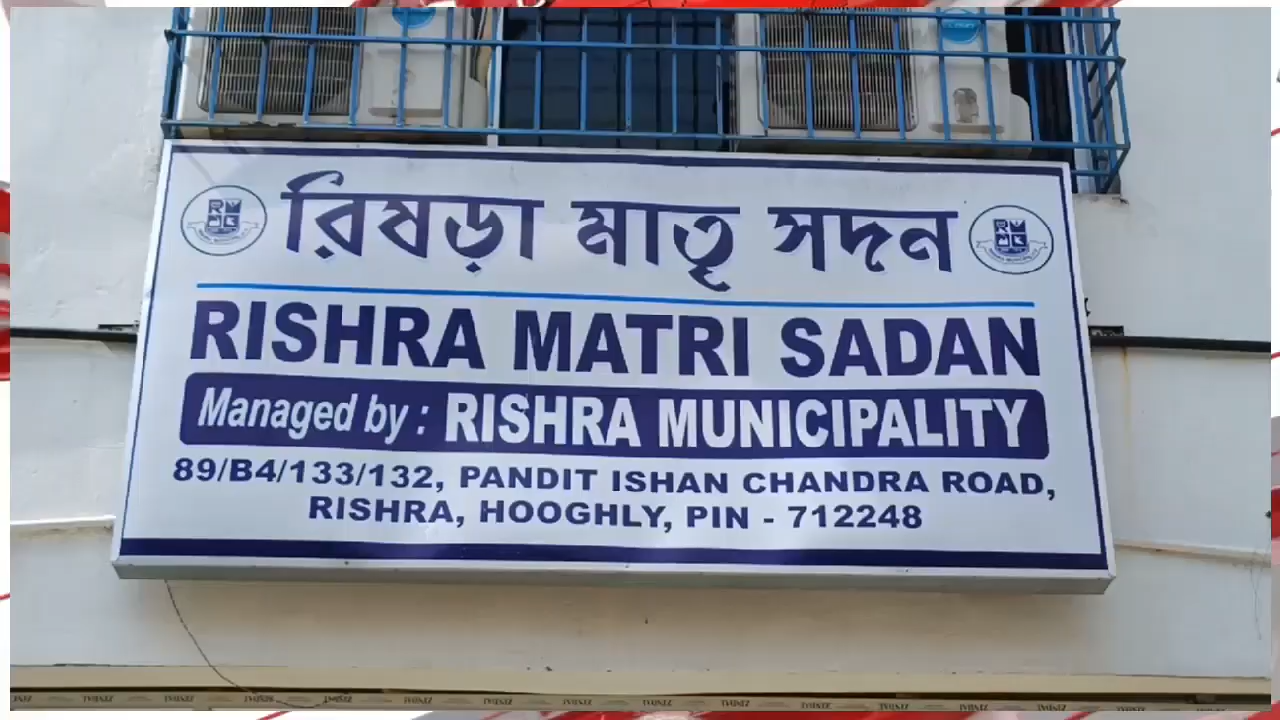 রিষড়া মাতৃ সদন
RISHRA MATRI SADAN
Managed by : RISHRA MUNICIPALITY
89/B4/133/132, PANDIT ISHAN CHANDRA ROAD,
RISHRA, HOOGHLY, PIN - 712248